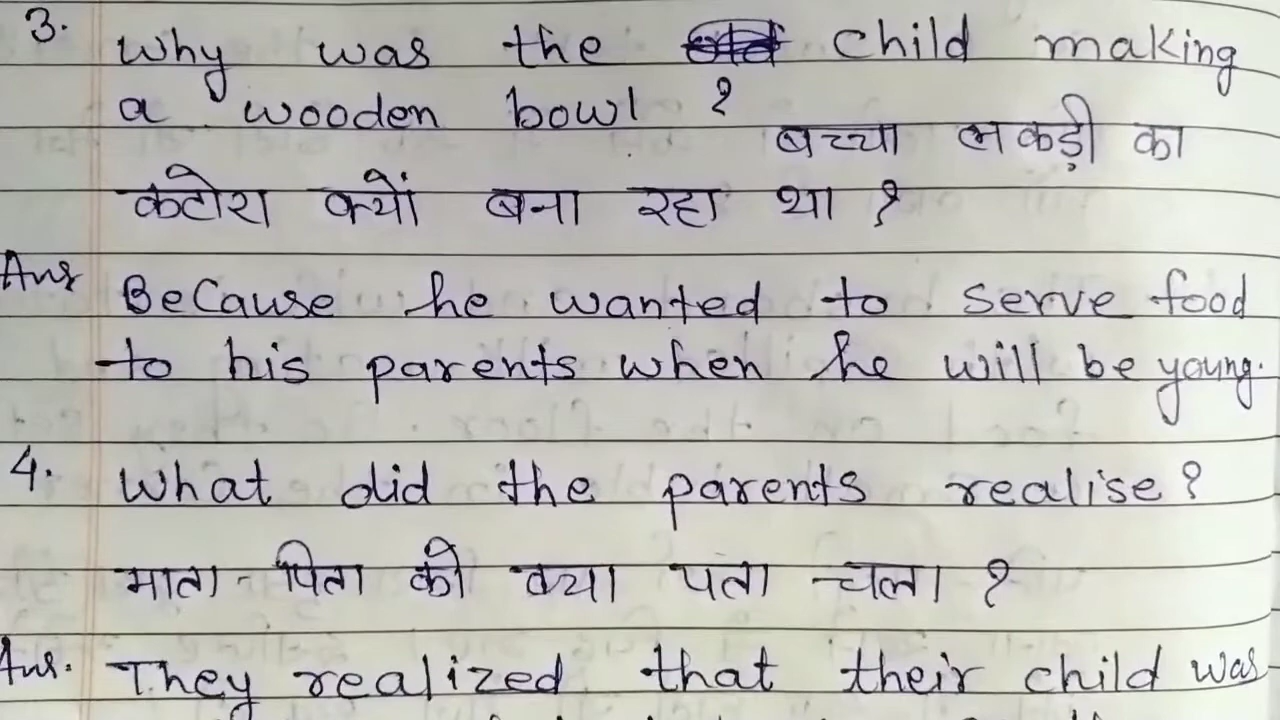 3. Why was the child making
a wooden bowl ?
बच्चा लकड़ी का
कटोरा क्यों बना रहा था ?
Ans Because he wanted to serve food
to his parents when he will be young.
4. What did the parents realise?
माता-पिता को क्या पता चला ?
Ans. They realized that their child was